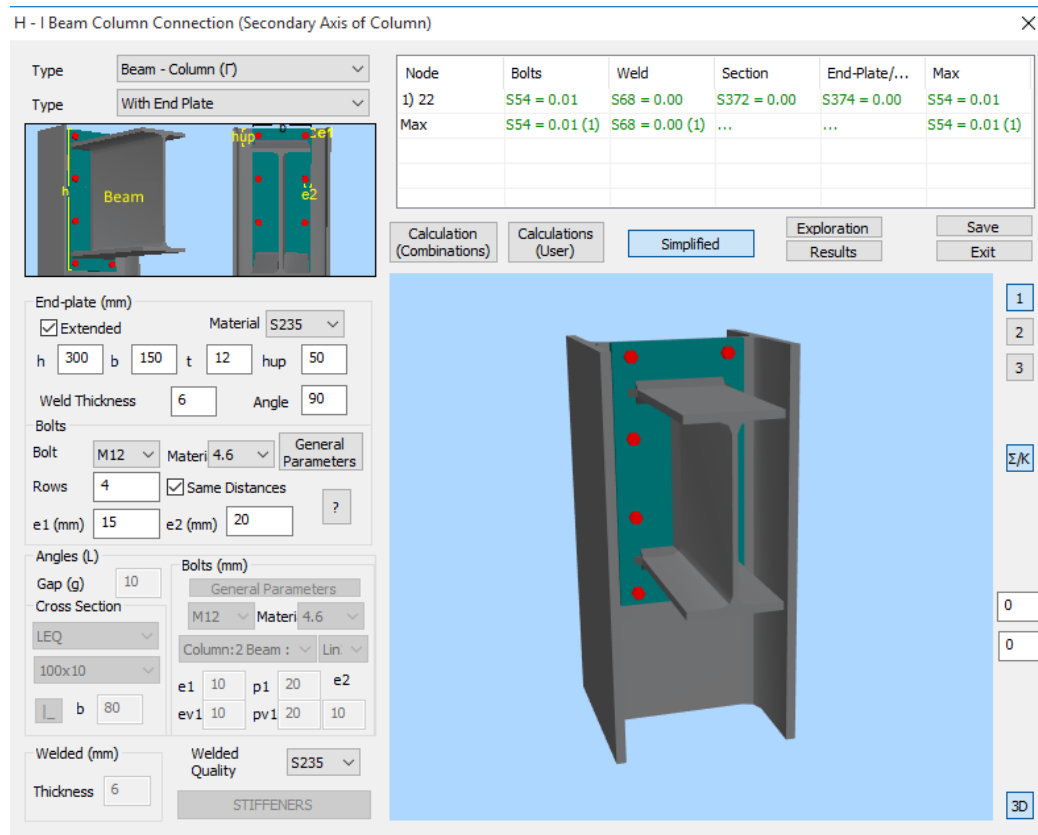 H - I Beam Column Connection (Secondary Axis of Column)
Type Beam - Column (Γ)
Type With End Plate
hup b e1
h Beam e2
End-plate (mm)
Extended Material S235
h 300 b 150 t 12 hup 50
Weld Thickness 6 Angle 90
Bolts
Bolt M12 Materi 4.6 General Parameters
Rows 4 Same Distances
e1 (mm) 15 e2 (mm) 20 ?
Angles (L)
Gap (g) 10
Cross Section
LEQ
100x10
|_ b 80
Bolts (mm)
General Parameters
M12 Materi 4.6
Column:2 Beam : Lin:
e1 10 p1 20 e2
ev1 10 pv1 20 10
Welded (mm)
Thickness 6
Welded Quality S235
STIFFENERS
Node Bolts Weld Section End-Plate/... Max
1) 22 S54 = 0.01 S68 = 0.00 S372 = 0.00 S374 = 0.00 S54 = 0.01
Max S54 = 0.01 (1) S68 = 0.00 (1) ... ... S54 = 0.01 (1)
Calculation (Combinations)
Calculations (User)
Simplified
Exploration
Results
Save
Exit
1
2
3
Σ/K
0
0
3D